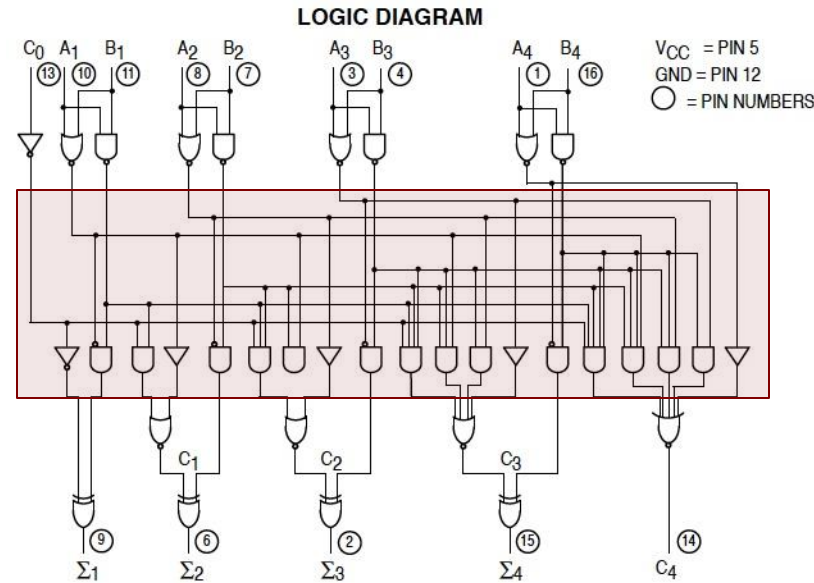 LOGIC DIAGRAM
C0 A1 B1 A2 B2 A3 B3 A4 B4
13 10 11 8 7 3 4 1 16
VCC = PIN 5
GND = PIN 12
= PIN NUMBERS
C1 C2 C3
9 6 2 15 14
Σ1 Σ2 Σ3 Σ4 C4